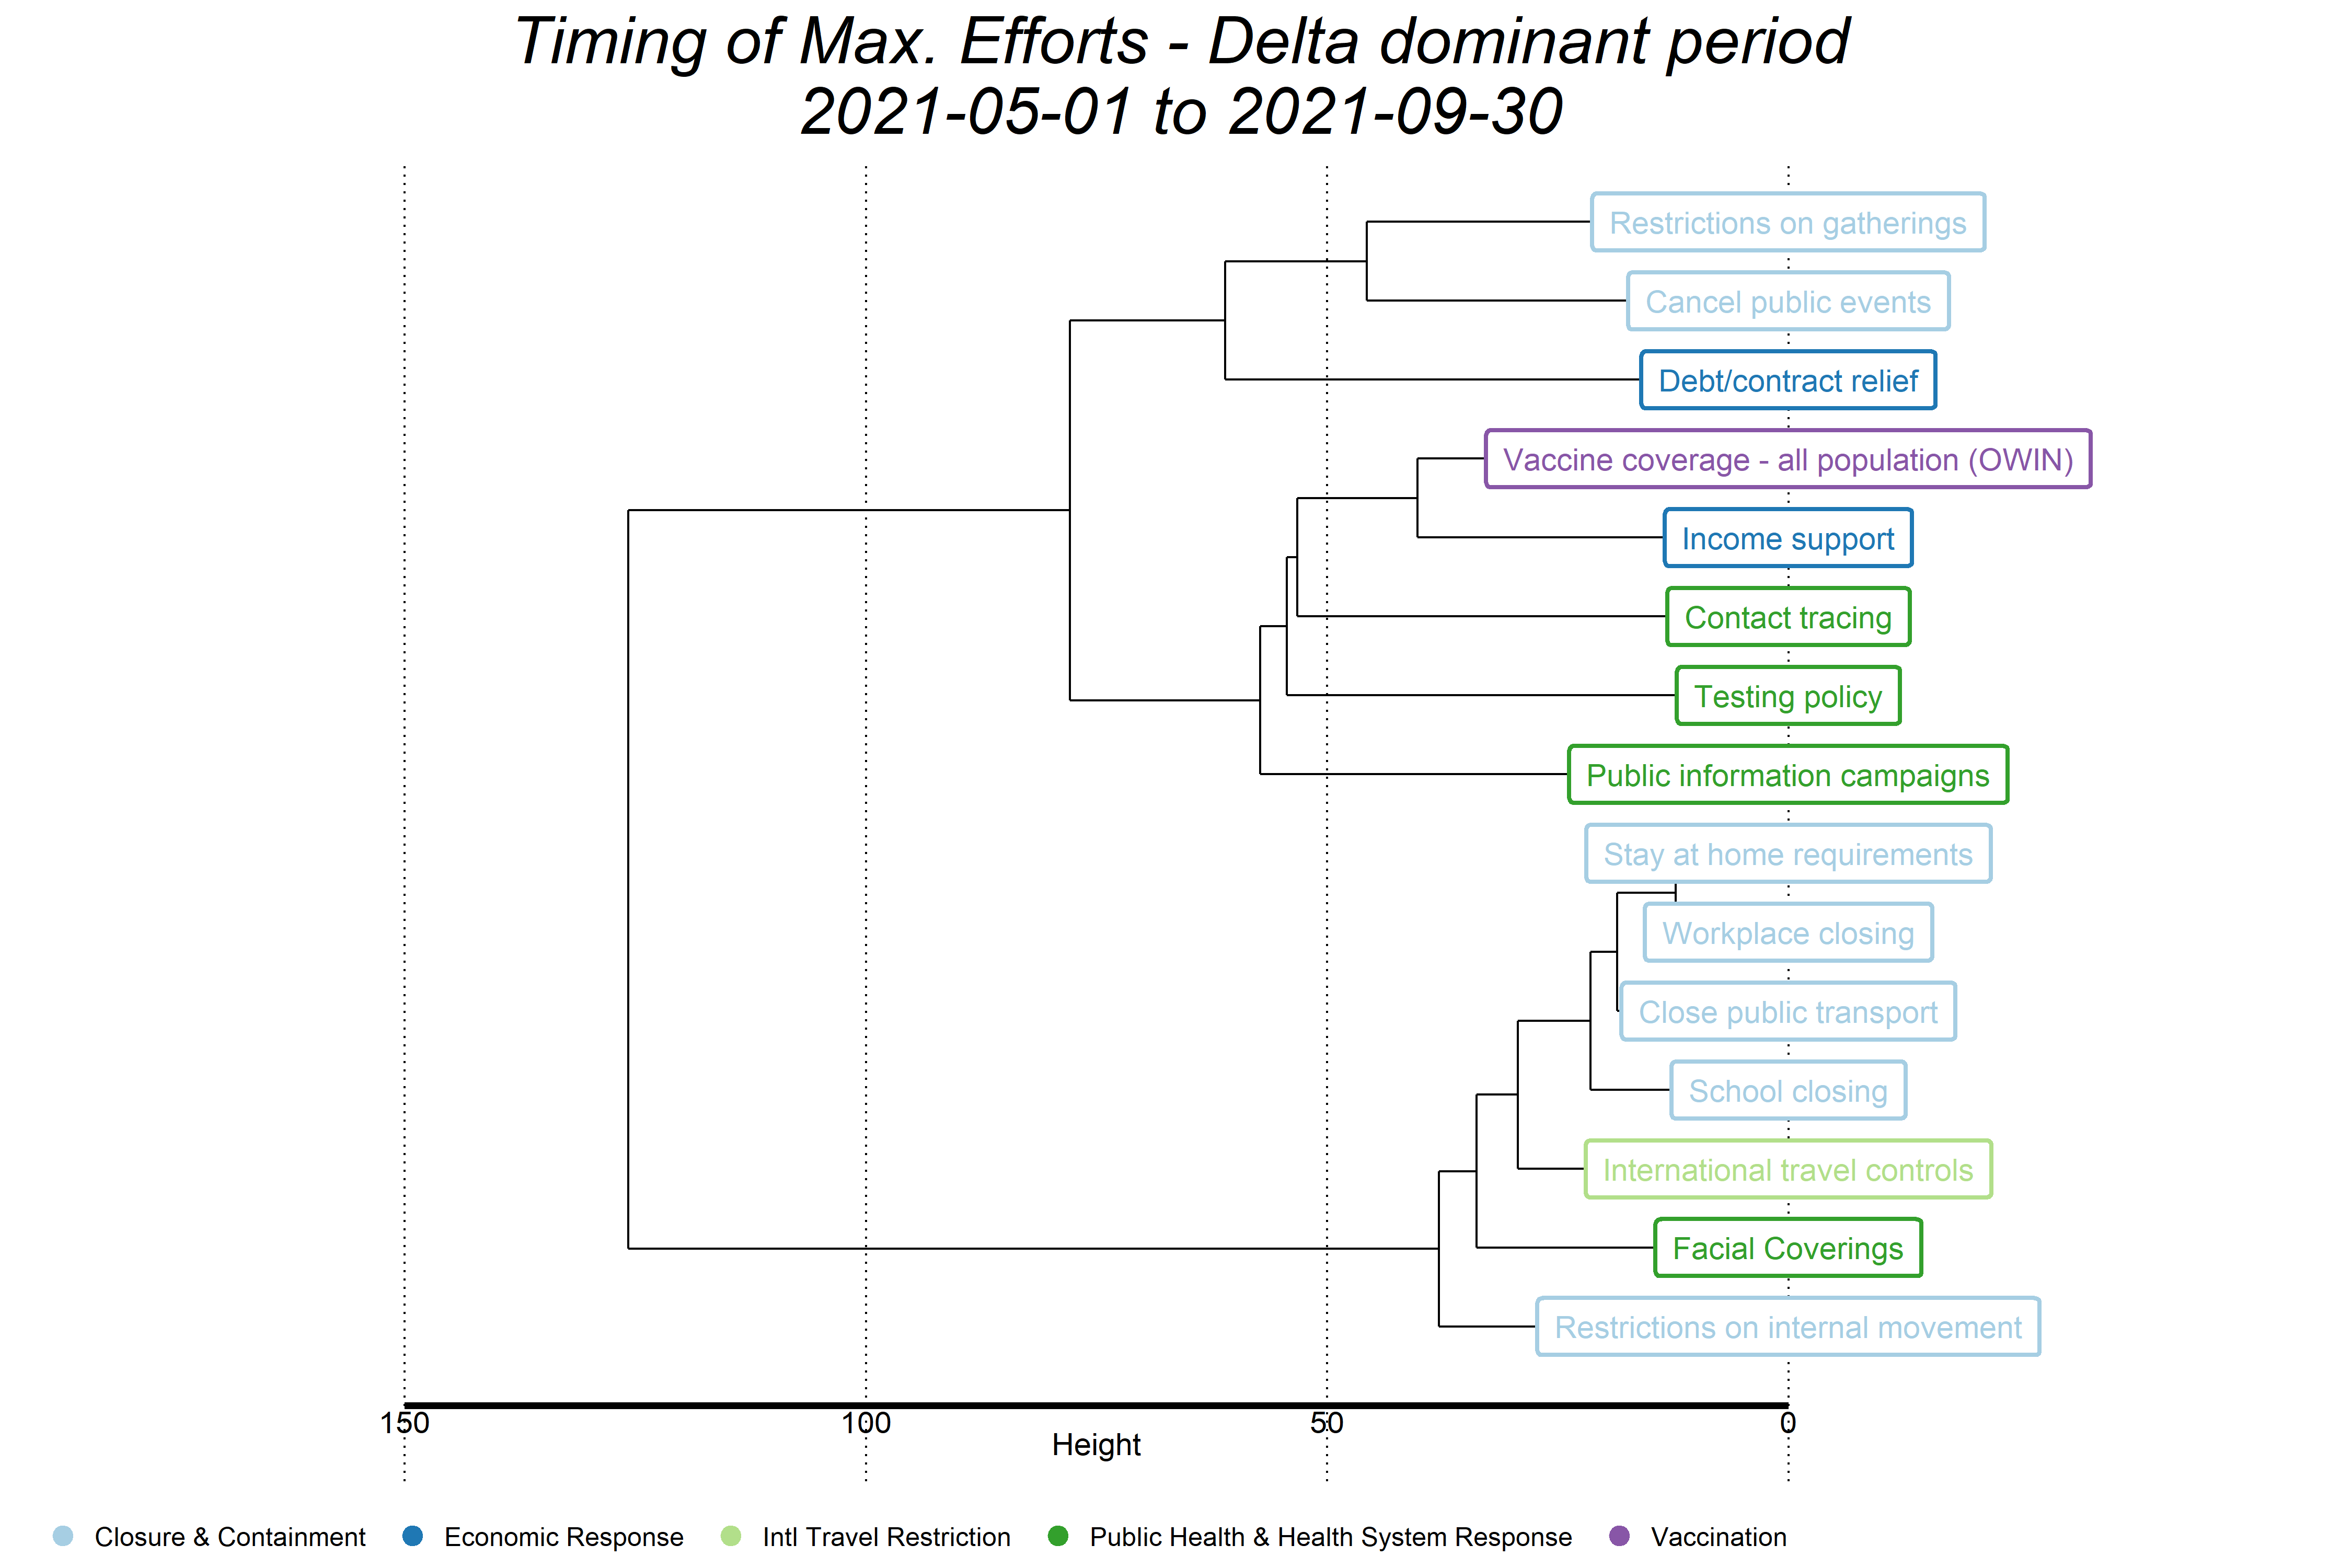 Timing of Max. Efforts - Delta dominant period
2021-05-01 to 2021-09-30
Restrictions on gatherings
Cancel public events
Debt/contract relief
Vaccine coverage - all population (OWIN)
Income support
Contact tracing
Testing policy
Public information campaigns
Stay at home requirements
Workplace closing
Close public transport
School closing
International travel controls
Facial Coverings
Restrictions on internal movement
150 100 50 0
Height
Closure & Containment Economic Response Intl Travel Restriction Public Health & Health System Response Vaccination